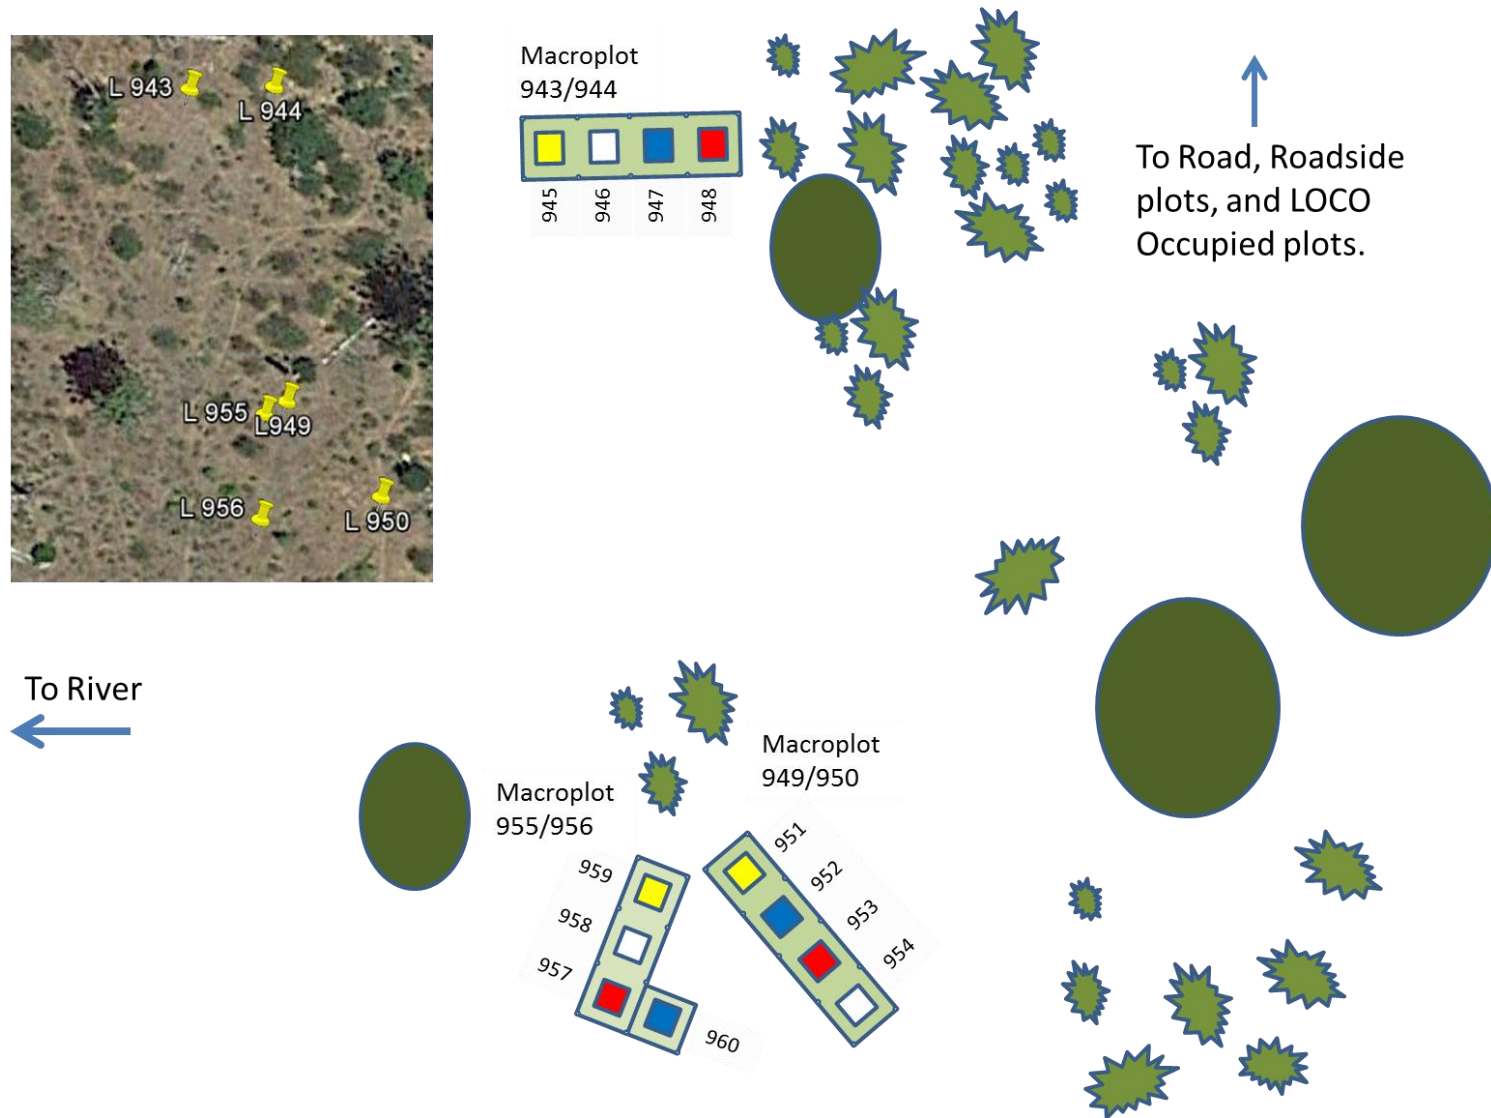 L 943
L 944
L 955
L949
L 956
L 950
Macroplot
943/944
945
946
947
948
To Road, Roadside
plots, and LOCO
Occupied plots.
To River
Macroplot
949/950
951
952
953
954
Macroplot
955/956
959
958
957
960